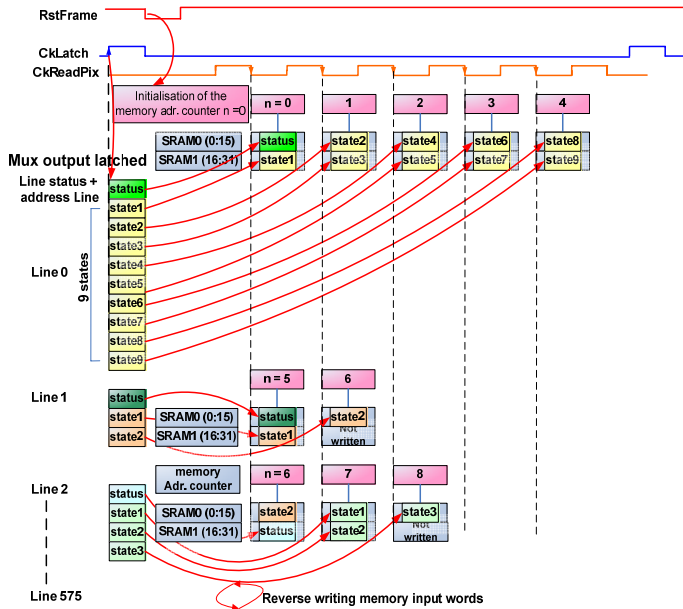 RstFrame
CkLatch
CkReadPix
Initialisation of the
memory adr. counter n =0
n = 0 1 2 3 4
SRAM0 (0:15) status state2 state4 state6 state8
SRAM1 (16:31) state1 state3 state5 state7 state9
Mux output latched
Line status +
address Line
status
state1
state2
state3
state4
state5
state6
state7
state8
state9
Line 0
9 states
n = 5 6
Line 1
status
state1
state2
SRAM0 (0:15) status state2
SRAM1 (16:31) state1 Not
written
memory
Adr. counter
n=6 7 8
Line 2
status
state1
state2
state3
SRAM0 (0:15) state2 state1 state3
SRAM1 (16:31) status state2 Not
written
Line 575
Reverse writing memory input words